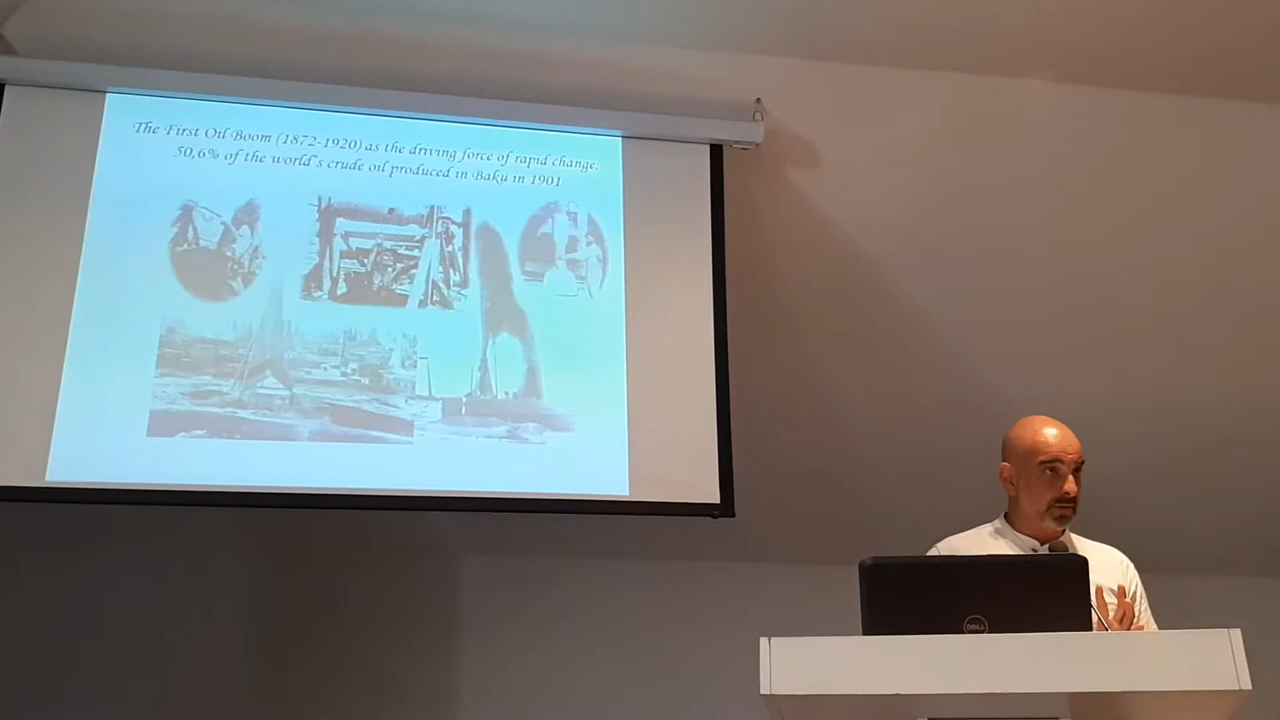 The First Oil Boom (1872-1920) as the driving force of rapid change:
50,6% of the world's crude oil produced in Baku in 1901
DELL